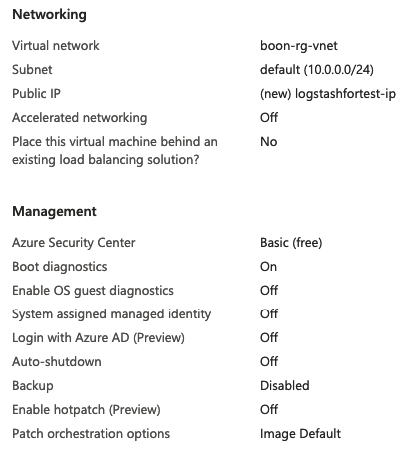 Networking
Virtual network boon-rg-vnet
Subnet default (10.0.0.0/24)
Public IP (new) logstashfortest-ip
Accelerated networking Off
Place this virtual machine behind an No
existing load balancing solution?
Management
Azure Security Center Basic (free)
Boot diagnostics On
Enable OS guest diagnostics Off
System assigned managed identity Off
Login with Azure AD (Preview) Off
Auto-shutdown Off
Backup Disabled
Enable hotpatch (Preview) Off
Patch orchestration options Image Default